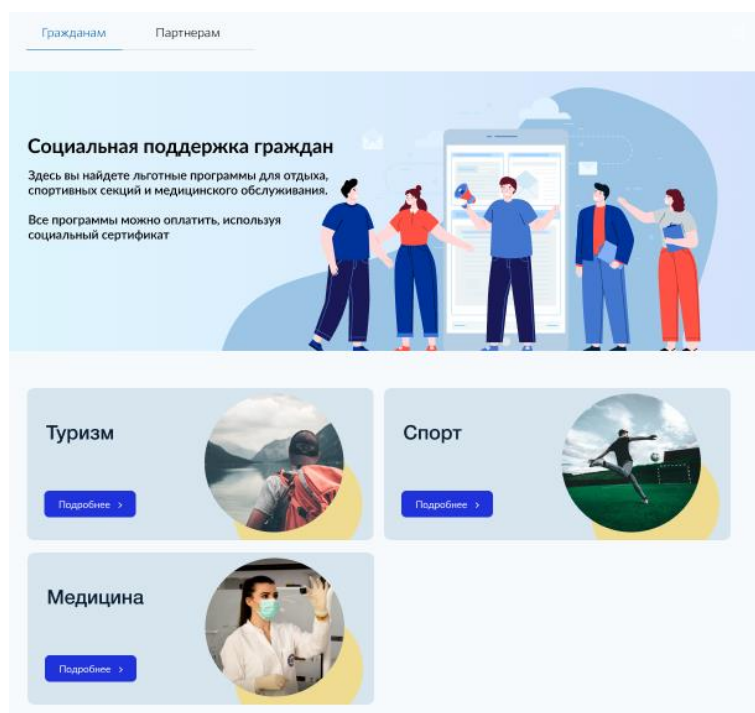 Гражданам
Партнерам
Социальная поддержка граждан
Здесь вы найдете льготные программы для отдыха,
спортивных секций и медицинского обслуживания.
Все программы можно оплатить, используя
социальный сертификат
Туризм
Подробнее >
Спорт
Подробнее >
Медицина
Подробнее >